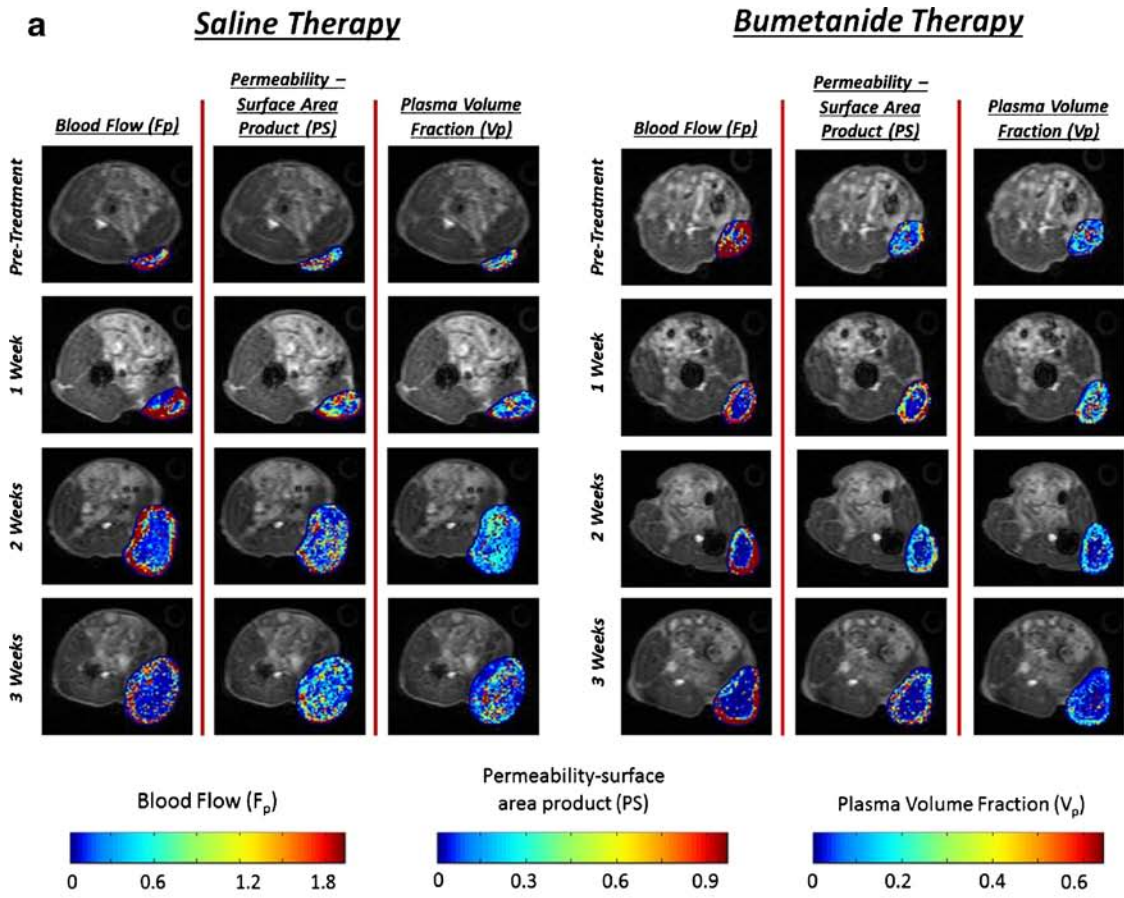 a
Saline Therapy
Bumetanide Therapy
Blood Flow (Fp)
Permeability –
Surface Area
Product (PS)
Plasma Volume
Fraction (Vp)
Blood Flow (Fp)
Permeability –
Surface Area
Product (PS)
Plasma Volume
Fraction (Vp)
Pre-Treatment
Pre-Treatment
1 Week
1 Week
2 Weeks
2 Weeks
3 Weeks
3 Weeks
Blood Flow (Fp)
0 0.6 1.2 1.8
Permeability-surface
area product (PS)
0 0.3 0.6 0.9
Plasma Volume Fraction (Vp)
0 0.2 0.4 0.6